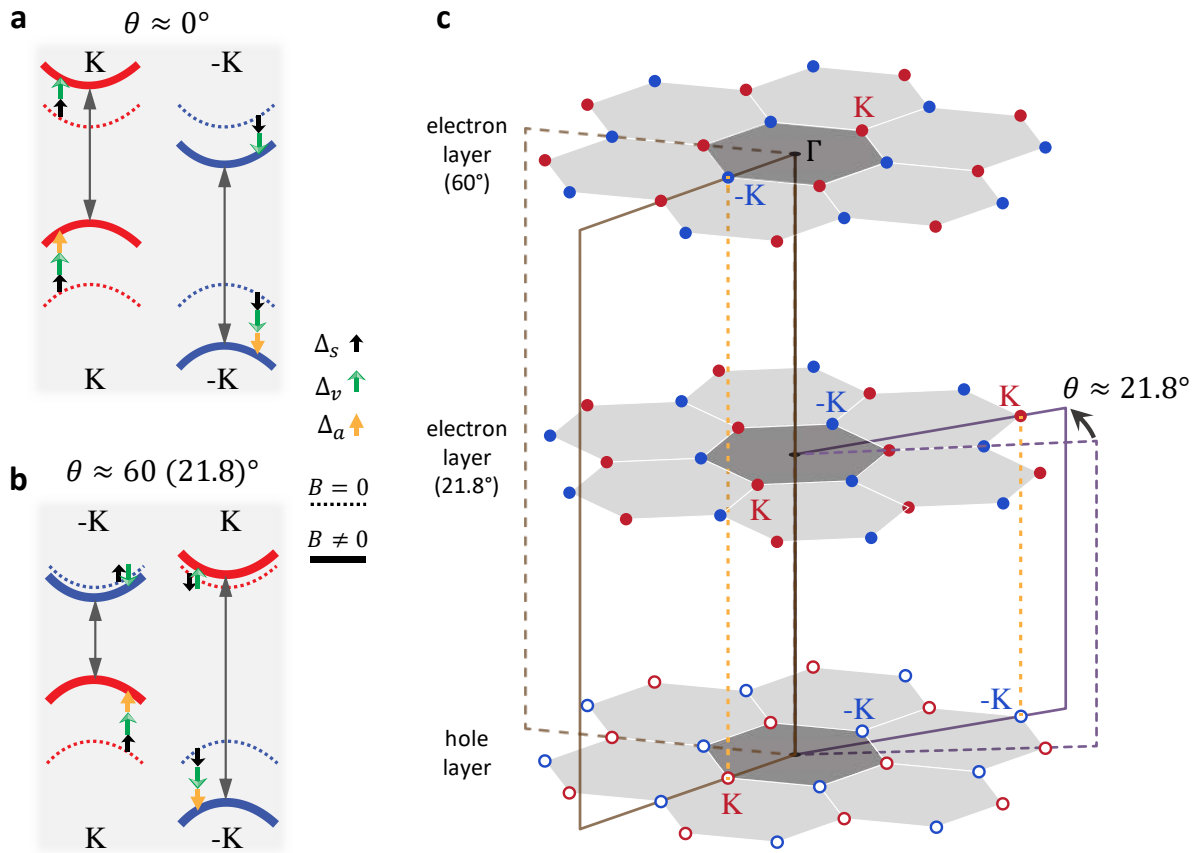 a
θ ≈ 0°
K
-K
K
-K
Δs
Δv
Δa
b
θ ≈ 60 (21.8)°
-K
K
B = 0
B ≠ 0
K
-K
c
electron
layer
(60°)
K
Γ
-K
electron
layer
(21.8°)
-K
K
θ ≈ 21.8°
K
hole
layer
-K
-K
K